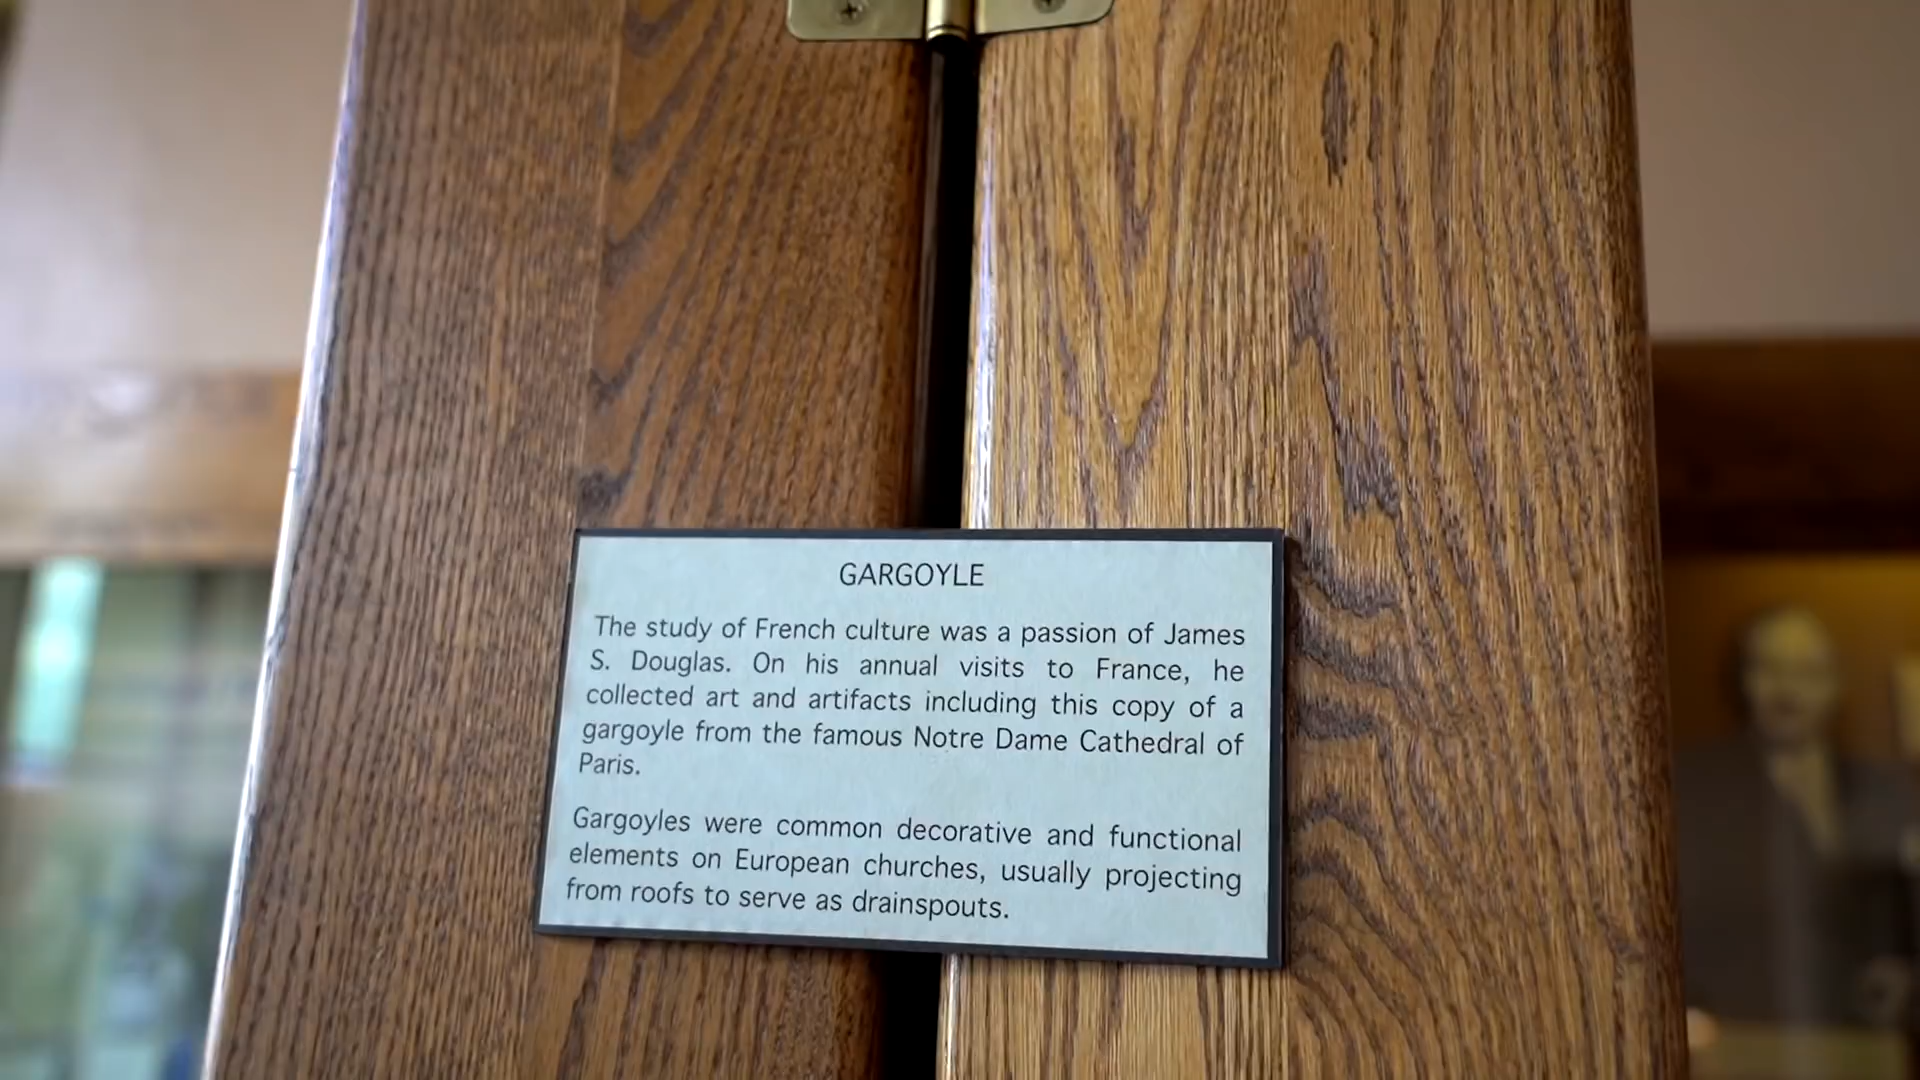 GARGOYLE
The study of French culture was a passion of James
S. Douglas. On his annual visits to France, he
collected art and artifacts including this copy of a
gargoyle from the famous Notre Dame Cathedral of
Paris.
Gargoyles were common decorative and functional
elements on European churches, usually projecting
from roofs to serve as drainspouts.